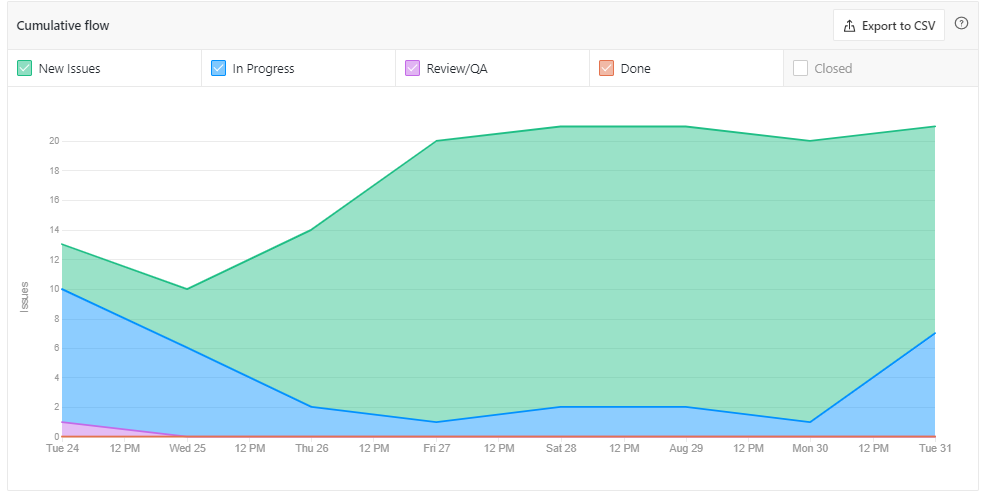 Cumulative flow
Export to CSV
?
New Issues
In Progress
Review/QA
Done
Closed
20
18
16
14
12
10
8
6
4
2
0
Issues
Tue 24
12 PM
Wed 25
12 PM
Thu 26
12 PM
Fri 27
12 PM
Sat 28
12 PM
Aug 29
12 PM
Mon 30
12 PM
Tue 31